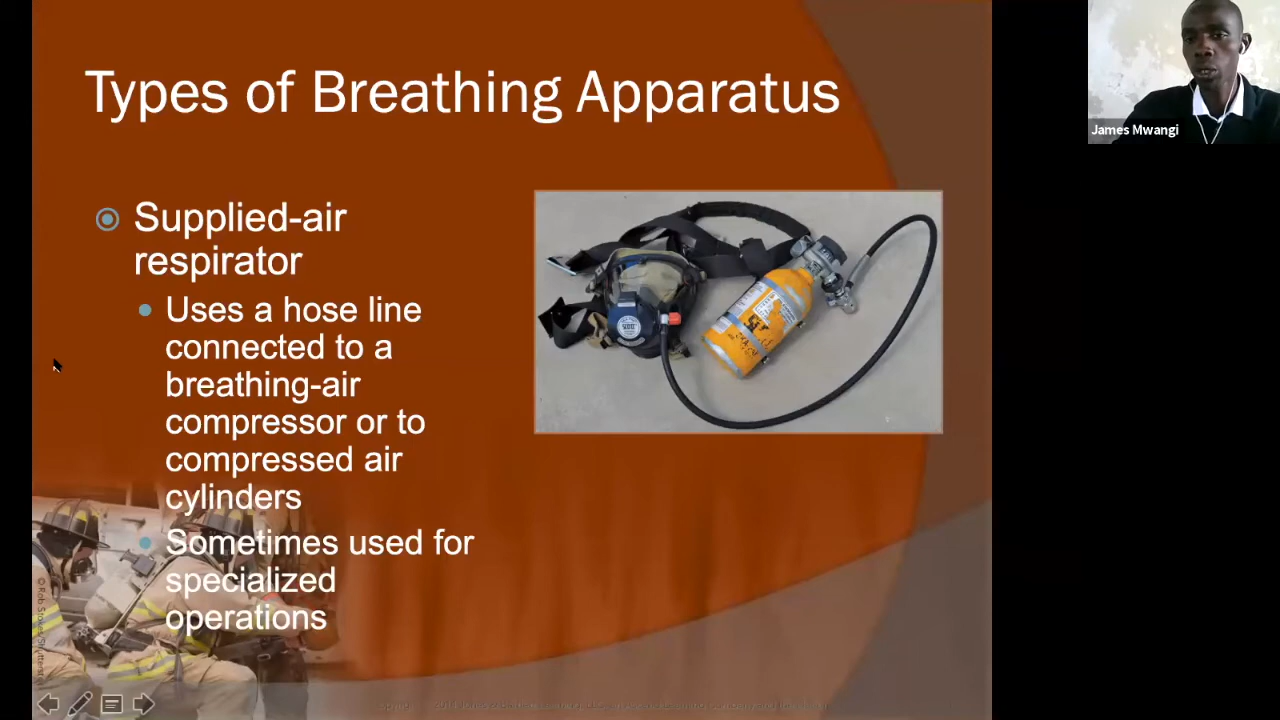 Types of Breathing Apparatus
James Mwangi
Supplied-air
respirator
Uses a hose line
connected to a
breathing-air
compressor or to
compressed air
cylinders
Sometimes used for
specialized
operations